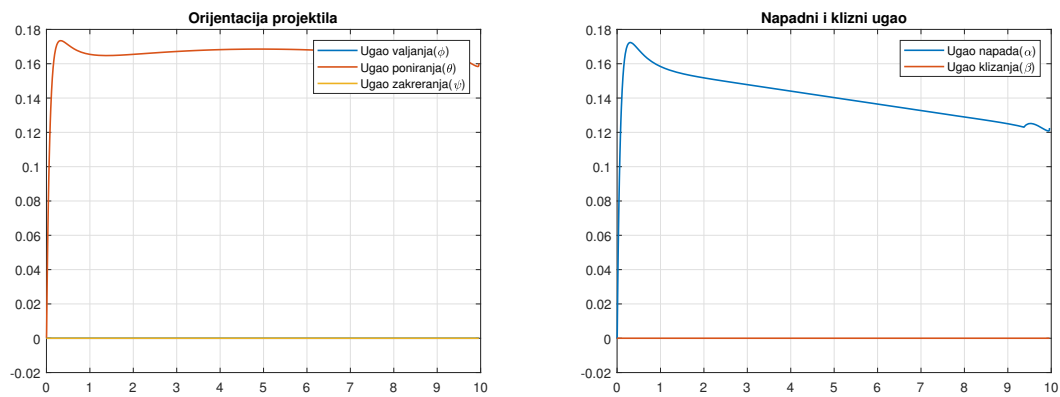 Orijentacija projektila
0.18
0.16
0.14
0.12
0.1
0.08
0.06
0.04
0.02
0
-0.02
0 1 2 3 4 5 6 7 8 9 10
Ugao valjanja(ϕ)
Ugao poniranja(θ)
Ugao zakreranja(ψ)
Napadni i klizni ugao
0.18
0.16
0.14
0.12
0.1
0.08
0.06
0.04
0.02
0
-0.02
0 1 2 3 4 5 6 7 8 9 10
Ugao napada(α)
Ugao klizanja(β)